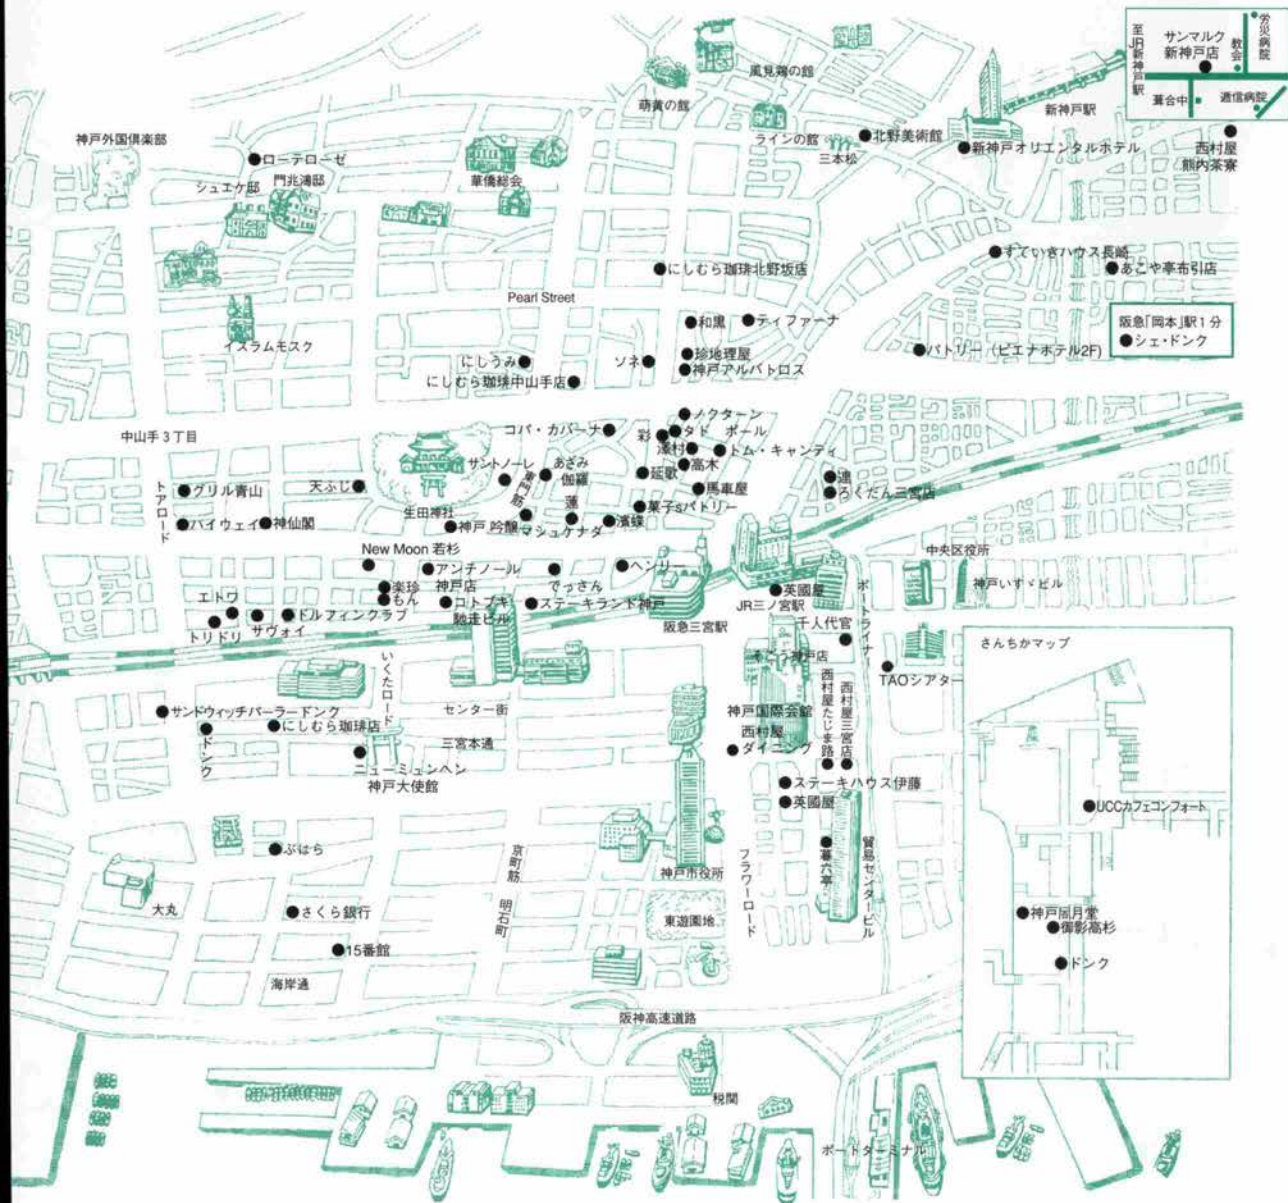 至JR新神戸駅
サンマルク
新神戸店
教会
労災病院
葺合中
逓信病院
風見鶏の館
萌黄の館
新神戸駅
ラインの館
北野美術館
三本松
新神戸オリエンタルホテル
西村屋
熊内茶寮
神戸外国倶楽部
ローテローゼ
シュエケ邸
門兆鴻邸
華僑総会
すていきハウス長崎
にしむら珈琲北野坂店
あこや亭布引店
Pearl Street
和黒
ティファーナ
阪急「岡本」駅1分
シェ・ドンク
イスラムモスク
にしうみ
ソネ
珍地理屋
神戸アルバトロス
パトリー（ピエナホテル2F）
にしむら珈琲中山手店
ノクターン
コパ・カバーナ
彩
タド ポール
中山手3丁目
澤村
トム・キャンティ
サントノーレ
あざみ
伽羅
延歌
高木
連
ろくだん三宮店
トアロード
グリル青山
天ふじ
東門筋
馬車屋
生田神社
蓮
菓子sパトリー
ハイウェイ
神仙閣
神戸 吟醸
マシュケナダ
濱蝶
New Moon 若杉
アンチノール
神戸店
でっさん
ヘンリー
中央区役所
神戸いすゞビル
楽珍
もん
コトブキ
馳走ビル
ステーキランド神戸
英國屋
JR三ノ宮駅
ポートライナー
エトワ
トリドリ
サヴォイ
ドルフィンクラブ
阪急三宮駅
千人代官
そごう神戸店
さんちかマップ
いくたロード
TAOシアター
サンドウィッチパーラードンク
ドンク
にしむら珈琲店
センター街
三宮本通
神戸国際会館
西村屋
ダイニング
西村屋たじま路
西村屋三宮店
ニューミュンヘン
神戸大使館
ステーキハウス伊藤
英國屋
UCCカフェコンフォート
ぶはら
京町筋
明石町
神戸市役所
フラワーロード
暮六亭
貿易センタービル
大丸
さくら銀行
東遊園地
神戸風月堂
御影高杉
15番館
ドンク
海岸通
阪神高速道路
税関
ポートターミナル